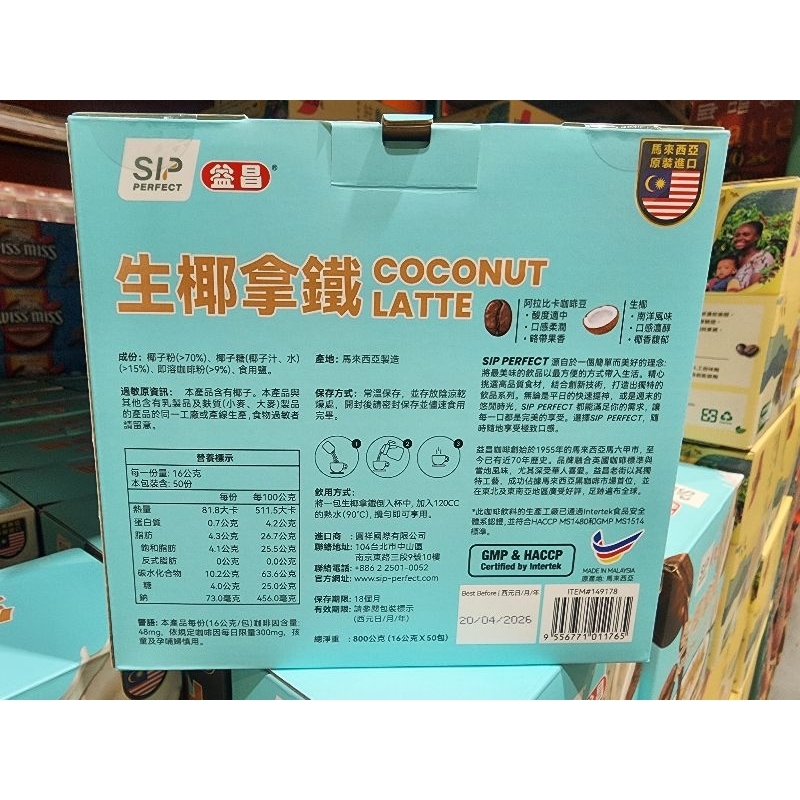 SIP
PERFECT
益昌
®
馬來西亞
原裝進口
生椰拿鐵
COCONUT
LATTE
阿拉比卡咖啡豆
・酸度適中
・口感柔潤
・略帶果香
生椰
・南洋風味
・口感濃醇
・椰香馥郁
成份: 椰子粉(>70%)、椰子糖(椰子汁、水)
(>15%)、即溶咖啡粉(>9%)、食用鹽。
過敏原資訊: 本產品含有椰子。本產品與
其他含有乳製品及麩質(小麥、大麥)製品
的產品於同一工廠或產線生產,食物過敏者
請留意。
營養標示
每一份量: 16公克
本包裝含: 50份
每份 每100公克
熱量 81.8大卡 511.5大卡
蛋白質 0.7公克 4.2公克
脂肪 4.3公克 26.7公克
飽和脂肪 4.1公克 25.5公克
反式脂肪 0公克 0.0公克
碳水化合物 10.2公克 63.6公克
糖 4.0公克 25.0公克
鈉 73.0毫克 456.0毫克
警語: 本產品每份(16公克/包)咖啡因含量:
48mg、依規定咖啡因每日限量300mg、孩
童及孕哺婦慎用。
產地: 馬來西亞製造
保存方式: 常溫保存,並存放陰涼乾
燥處、開封後請密封保存並儘速食用
完畢。
1
2
3
飲用方式:
將一包生椰拿鐵倒入杯中,加入120CC
的熱水(90℃),攪勻即可享用。
進口商 : 圓祥國際有限公司
聯絡地址: 104台北市中山區
南京東路三段9號10樓
聯絡電話: +886 2 2501-0052
官方網址: www.sip-perfect.com
保存期限: 18個月
有效期限: 請參閱包裝標示
(西元日/月/年)
總淨重 : 800公克 (16公克 X 50包)
SIP PERFECT 源自於一個簡單而美好的理念:
將最美味的飲品以最方便的方式帶入生活。精心
挑選高品質食材,結合創新技術,打造出獨特的
飲品系列。無論是平日的快速提神,或是週末的
悠閒時光,SIP PERFECT 都能滿足你的需求,讓
每一口都是完美的享受。選擇SIP PERFECT,隨
時隨地享受極致口感。
益昌咖啡創始於1955年的馬來西亞馬六甲市,至
今已有近70年歷史。品牌融合英國咖啡標準與
當地風味,尤其深受華人喜愛。益昌老街以其獨
特工藝,成功佔據馬來西亞黑咖啡市場首位,並
在東北及東南亞地區廣受好評,足跡遍布全球。
*此咖啡飲料的生產工廠已通過Intertek食品安全
體系認證,並符合HACCP MS1480和GMP MS1514
標準。
GMP & HACCP
Certified by Intertek
MADE IN MALAYSIA
原產地: 馬來西亞
Best Before | 西元日/月/年
20/04/2026
ITEM#149178
9 556771 011765
SWISS MISS